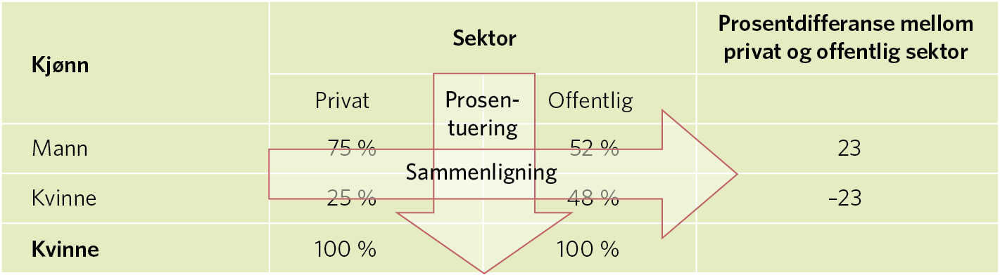 Kjønn
Sektor
Prosentdifferanse mellom
privat og offentlig sektor
Privat
Prosen-
tuering
Offentlig
Mann
75 %
52 %
23
Sammenligning
Kvinne
25 %
48 %
–23
Kvinne
100 %
100 %